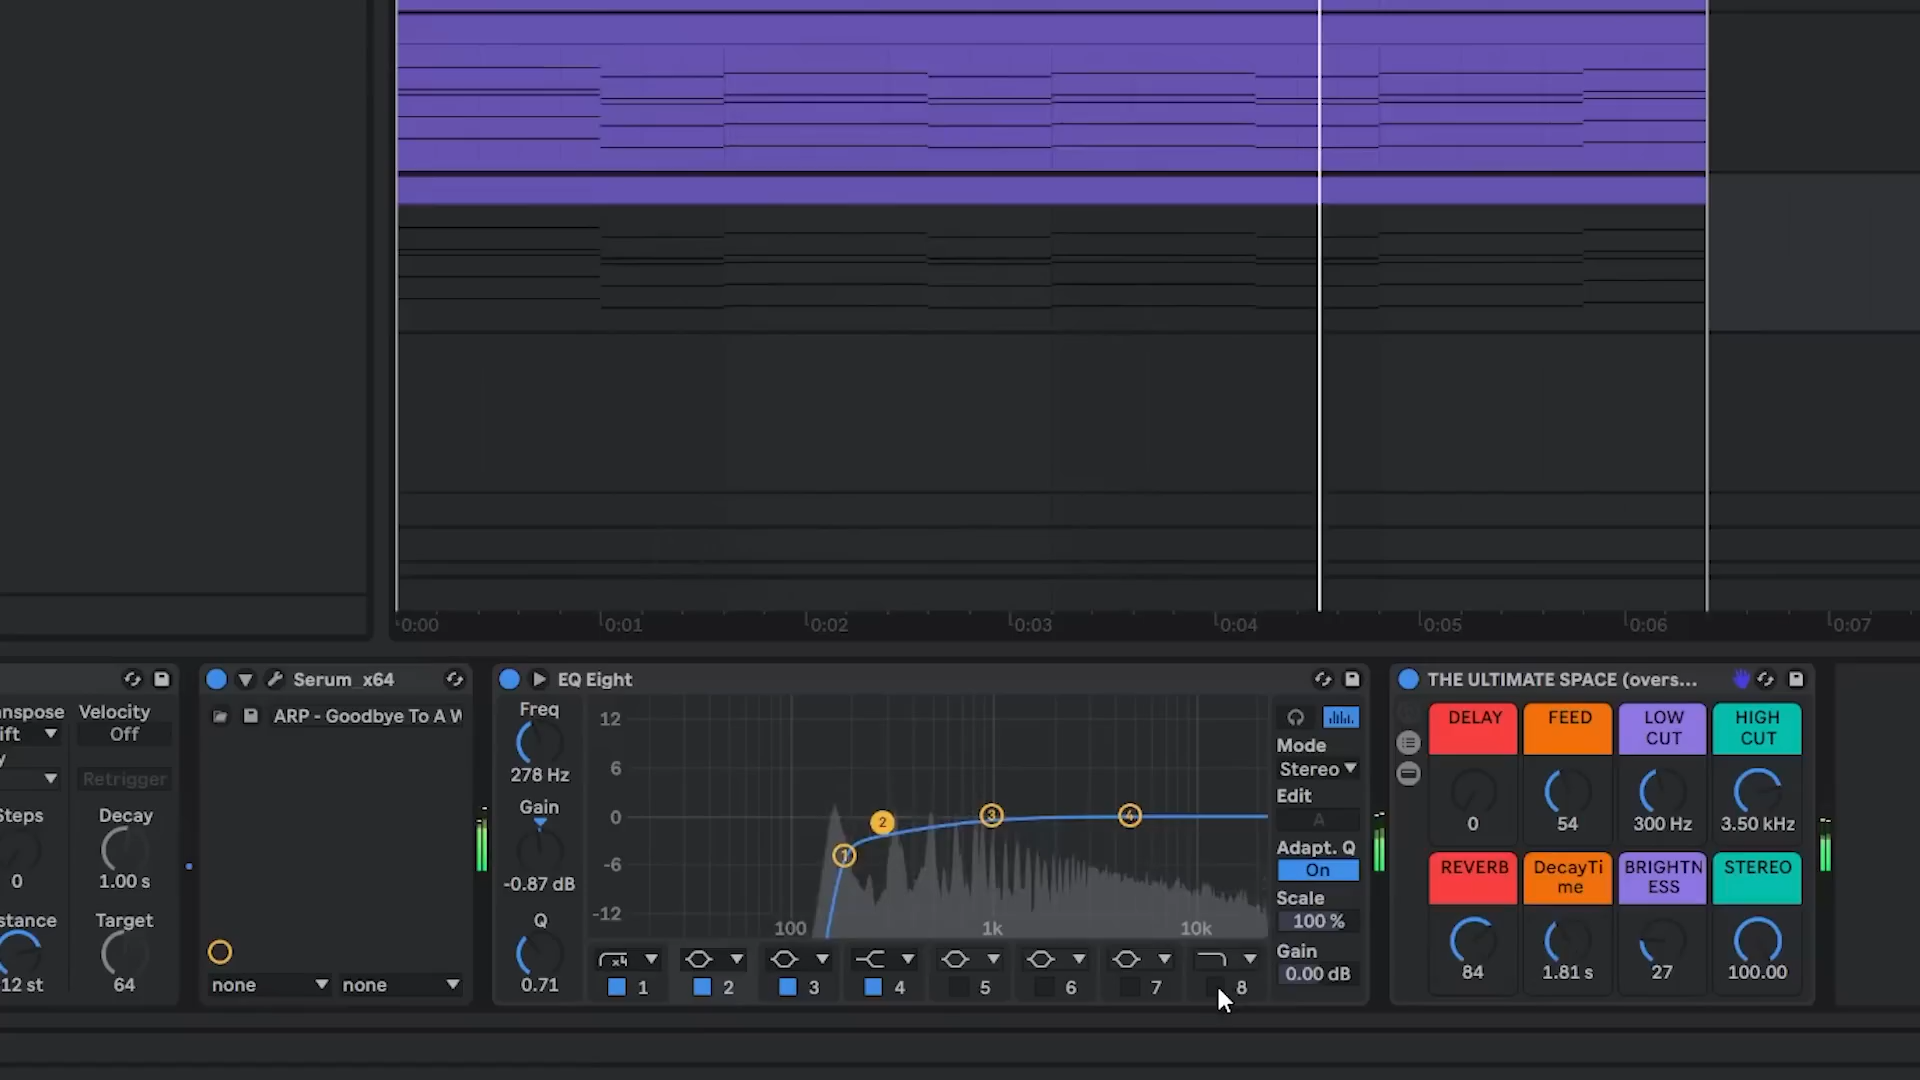 0:00
0:01
0:02
0:03
0:04
0:05
0:06
0:07
nspose
Velocity
ift
Off
y
Retrigger
Steps
Decay
0
1.00 s
stance
Target
12 st
64
Serum_x64
ARP - Goodbye To A W
none
none
EQ Eight
Freq
278 Hz
Gain
-0.87 dB
Q
0.71
12
6
0
-6
-12
100
1k
10k
1
2
3
4
x4
1
2
3
4
5
6
7
8
Mode
Stereo
Edit
A
Adapt. Q
On
Scale
100 %
Gain
0.00 dB
THE ULTIMATE SPACE (overs...
DELAY
FEED
LOW
CUT
HIGH
CUT
0
54
300 Hz
3.50 kHz
REVERB
DecayTi
me
BRIGHTN
ESS
STEREO
84
1.81 s
27
100.00